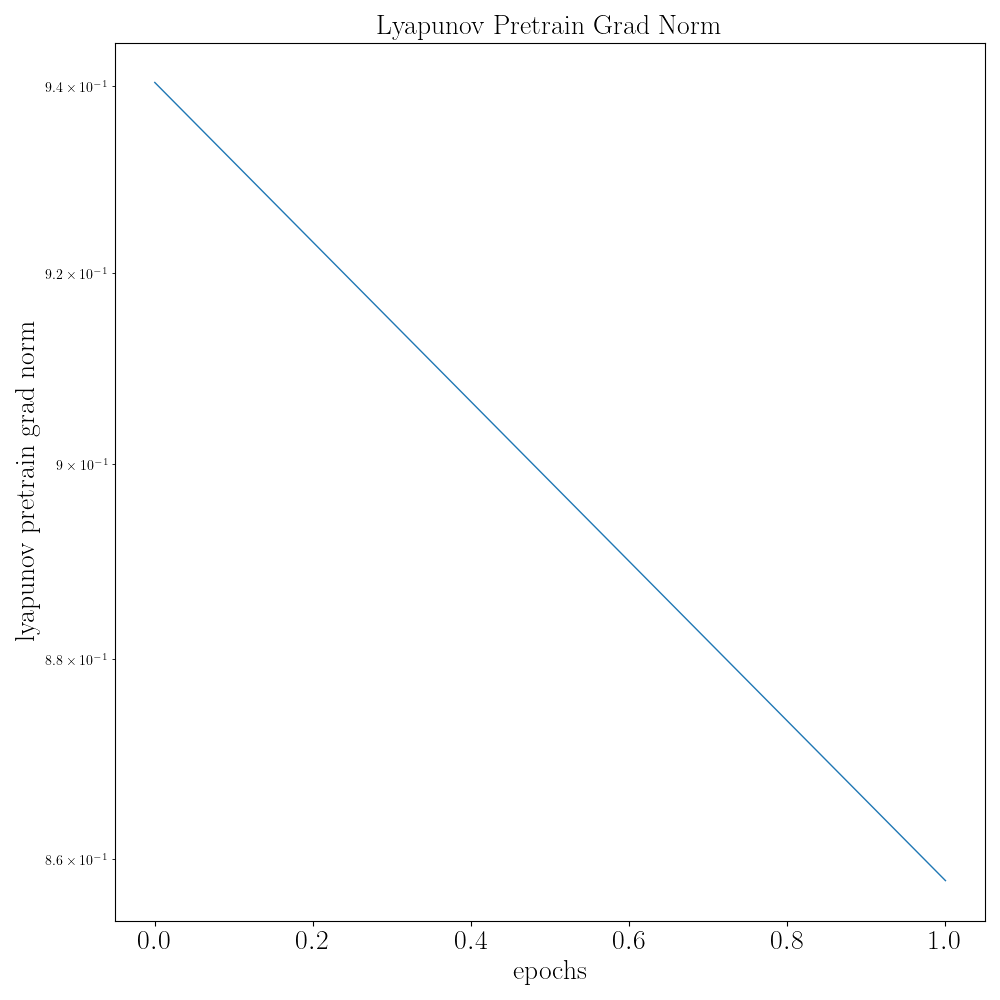 Lyapunov Pretrain Grad Norm
lyapunov pretrain grad norm
9.4 × 10⁻¹
9.2 × 10⁻¹
9 × 10⁻¹
8.8 × 10⁻¹
8.6 × 10⁻¹
0.0 0.2 0.4 0.6 0.8 1.0
epochs